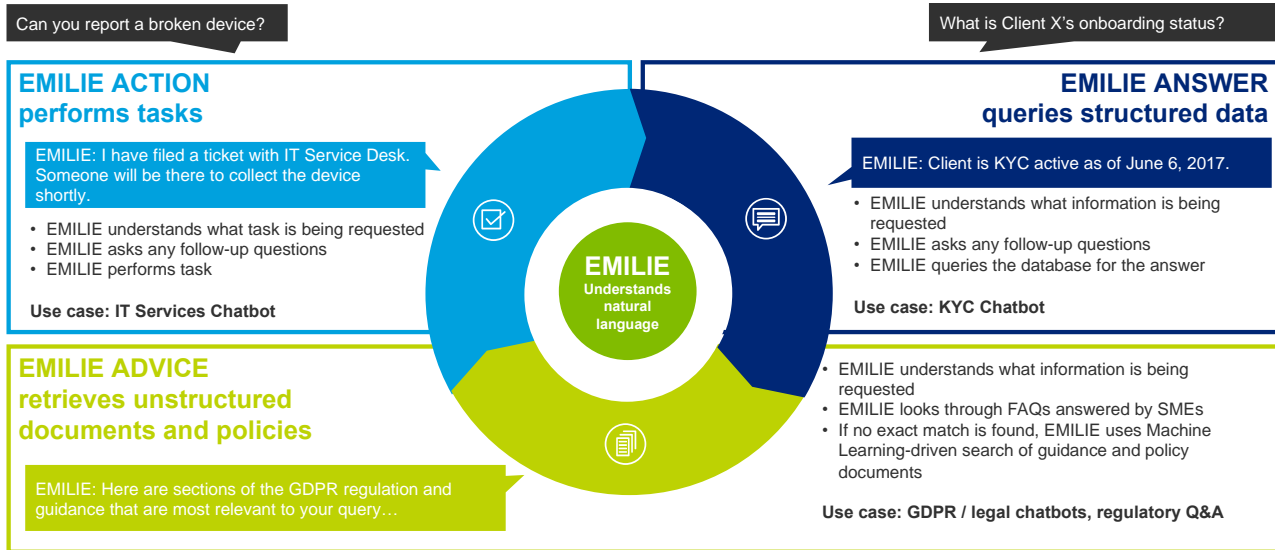 Can you report a broken device?
What is Client X's onboarding status?
EMILIE ACTION
performs tasks
EMILIE: I have filed a ticket with IT Service Desk.
Someone will be there to collect the device
shortly.
• EMILIE understands what task is being requested
• EMILIE asks any follow-up questions
• EMILIE performs task
Use case: IT Services Chatbot
EMILIE ANSWER
queries structured data
EMILIE: Client is KYC active as of June 6, 2017.
• EMILIE understands what information is being
requested
• EMILIE asks any follow-up questions
• EMILIE queries the database for the answer
Use case: KYC Chatbot
EMILIE
Understands
natural
language
EMILIE ADVICE
retrieves unstructured
documents and policies
EMILIE: Here are sections of the GDPR regulation and
guidance that are most relevant to your query…
• EMILIE understands what information is being
requested
• EMILIE looks through FAQs answered by SMEs
• If no exact match is found, EMILIE uses Machine
Learning-driven search of guidance and policy
documents
Use case: GDPR / legal chatbots, regulatory Q&A